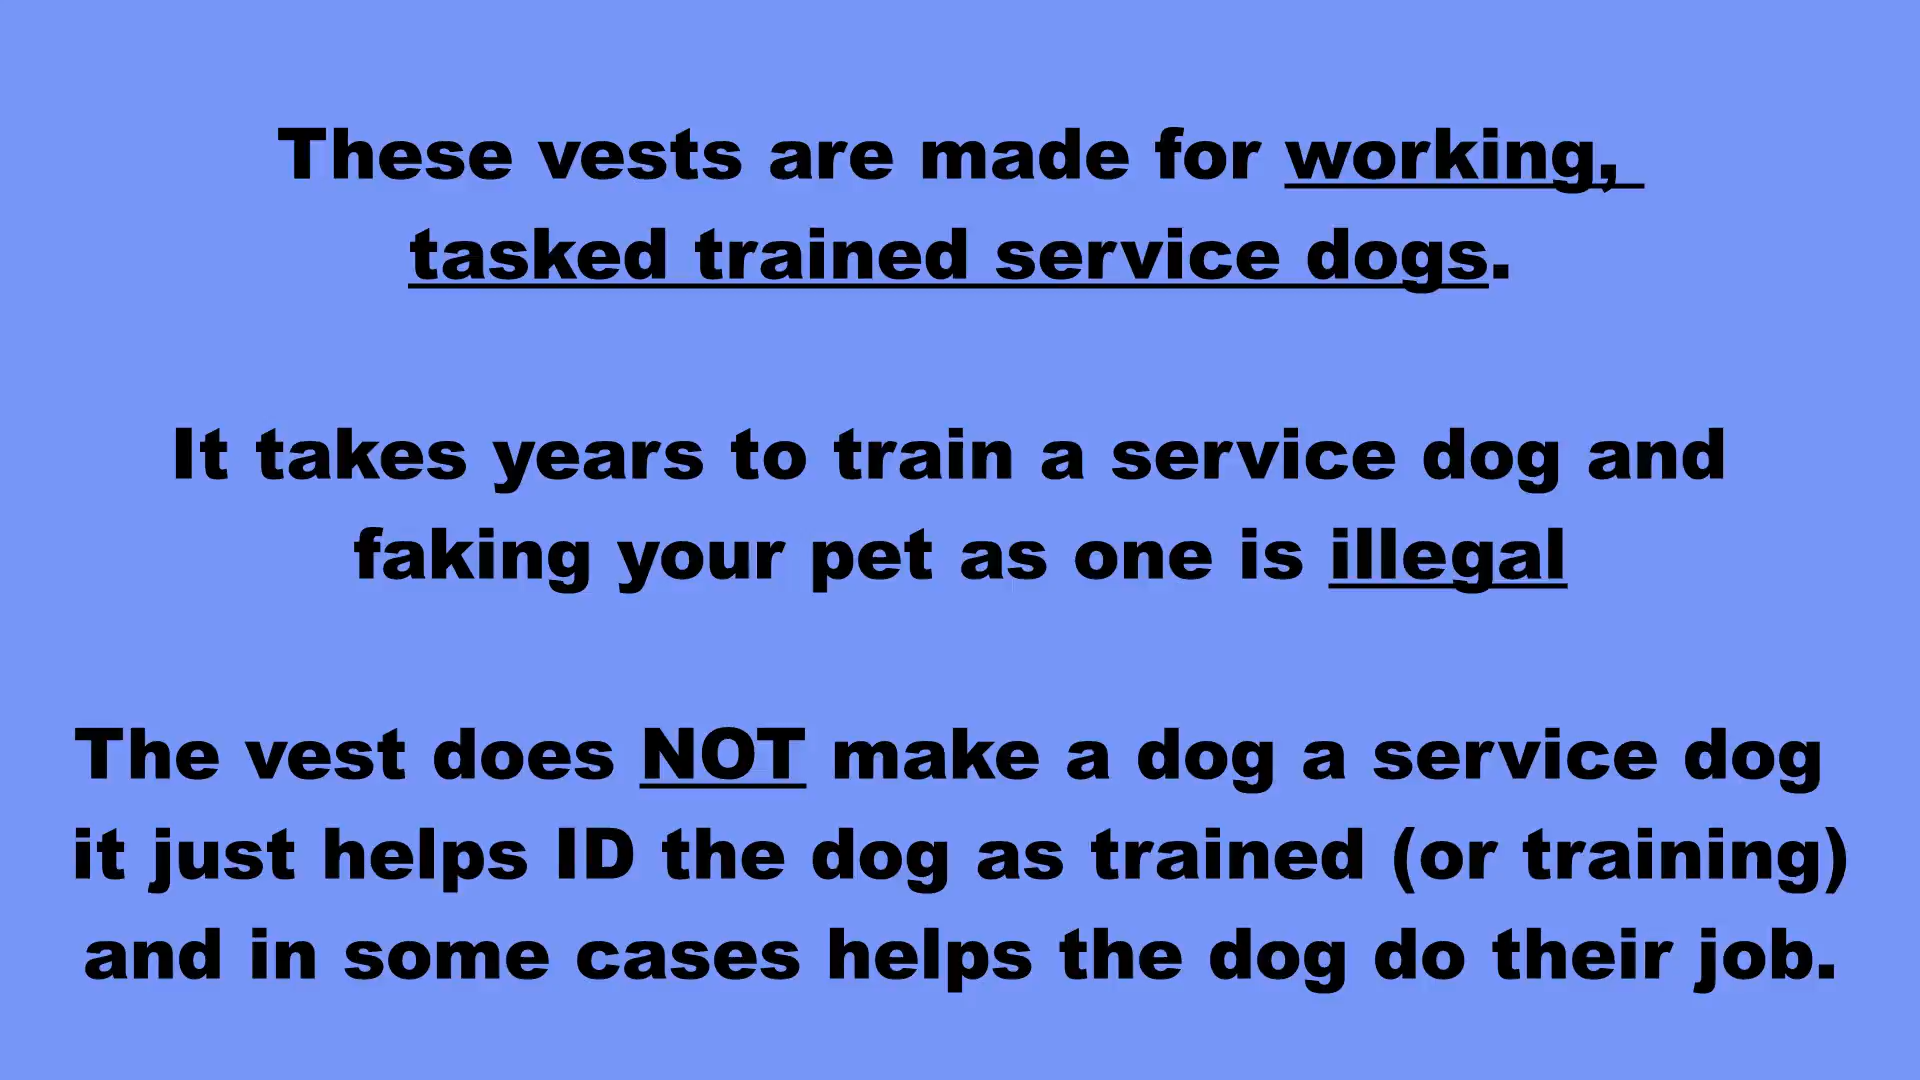 These vests are made for working,
tasked trained service dogs.
It takes years to train a service dog and
faking your pet as one is illegal
The vest does NOT make a dog a service dog
it just helps ID the dog as trained (or training)
and in some cases helps the dog do their job.